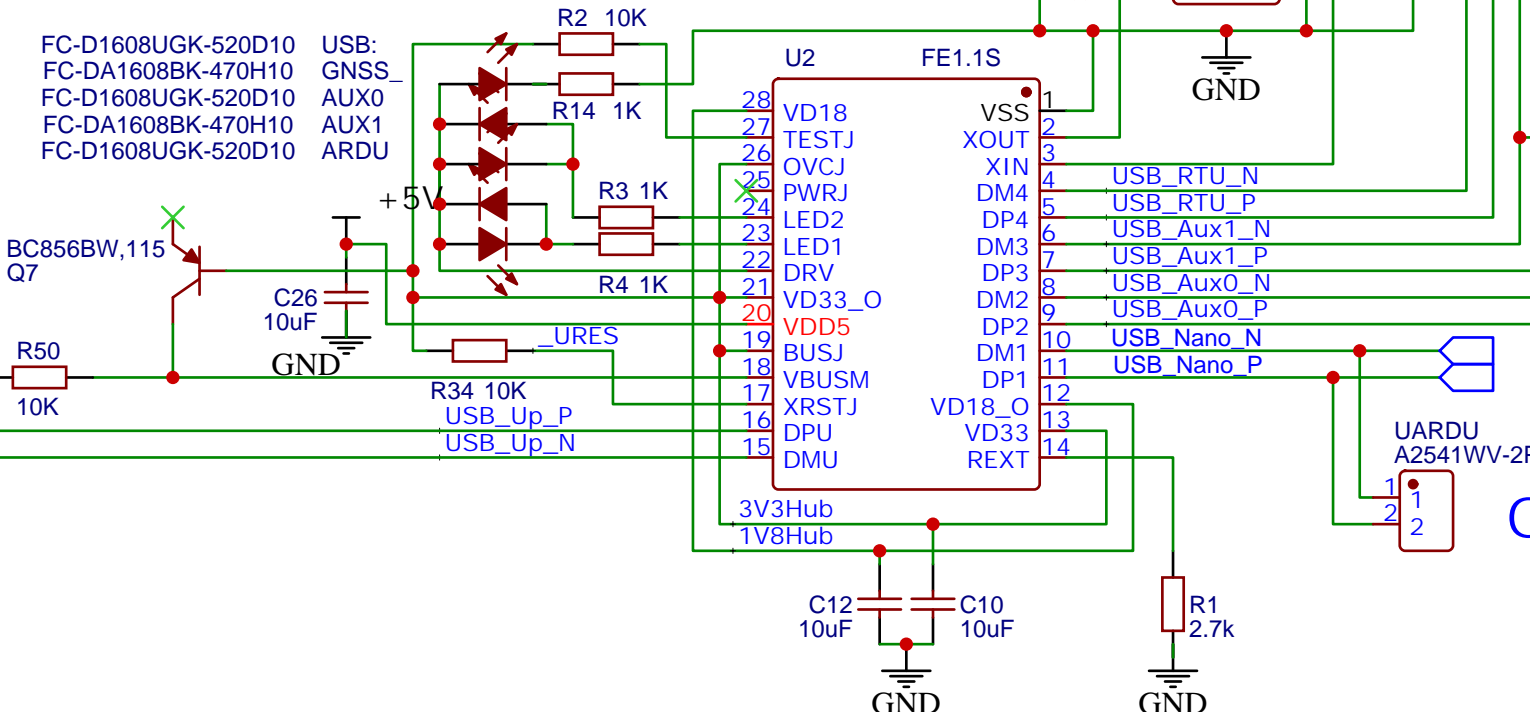 R2 10K
FC-D1608UGK-520D10 USB:
FC-DA1608BK-470H10 GNSS_
FC-D1608UGK-520D10 AUX0
FC-DA1608BK-470H10 AUX1
FC-D1608UGK-520D10 ARDU
R14 1K
U2 FE1.1S
GND
28 VD18
27 TESTJ
26 OVCJ
25 PWRJ
24 LED2
23 LED1
22 DRV
21 VD33_O
20 VDD5
19 BUSJ
18 VBUSM
17 XRSTJ
16 DPU
15 DMU
VSS 1
XOUT 2
XIN 3
DM4 4
DP4 5
DM3 6
DP3 7
DM2 8
DP2 9
DM1 10
DP1 11
VD18_O 12
VD33 13
REXT 14
USB_RTU_N
USB_RTU_P
USB_Aux1_N
USB_Aux1_P
USB_Aux0_N
USB_Aux0_P
USB_Nano_N
USB_Nano_P
+5V
R3 1K
R4 1K
BC856BW,115
Q7
C26
10uF
GND
_URES
R50
10K
R34 10K
USB_Up_P
USB_Up_N
3V3Hub
1V8Hub
UARDU
A2541WV-2
1 1
2 2
C12
10uF
C10
10uF
R1
2.7k
GND
GND